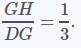 GH/DG = 1/3.